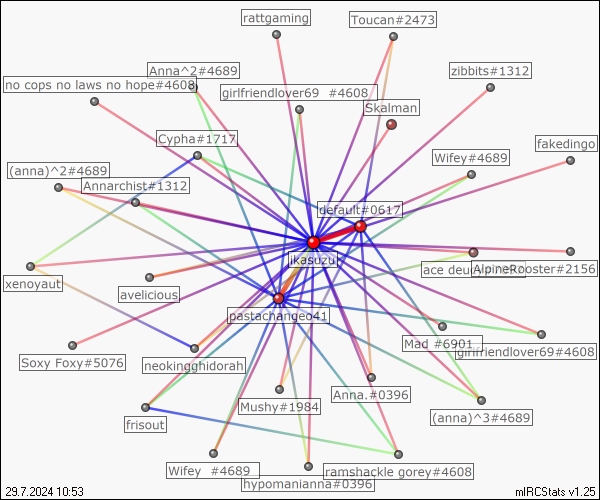 rattgaming
Toucan#2473
Anna^2#4689
zibbits#1312
no cops no laws no hope#4608
girlfriendlover69 #4608
Skalman
Cypha#1717
fakedingo
Wifey#4689
(anna)^2#4689
Annarchist#1312
default#0617
ikasuzu
ace
AlpineRooster#2156
xenoyaut
avelicious
pastachange041
Mad #6901
girlfriendlover69#4608
Soxy Foxy#5076
neokingghidorah
Anna.#0396
Mushy#1984
(anna)^3#4689
frisout
Wifey #4689
ramshackle gorey#4608
hypomanianna#0396
29.7.2024 10:53
mIRCStats v1.25